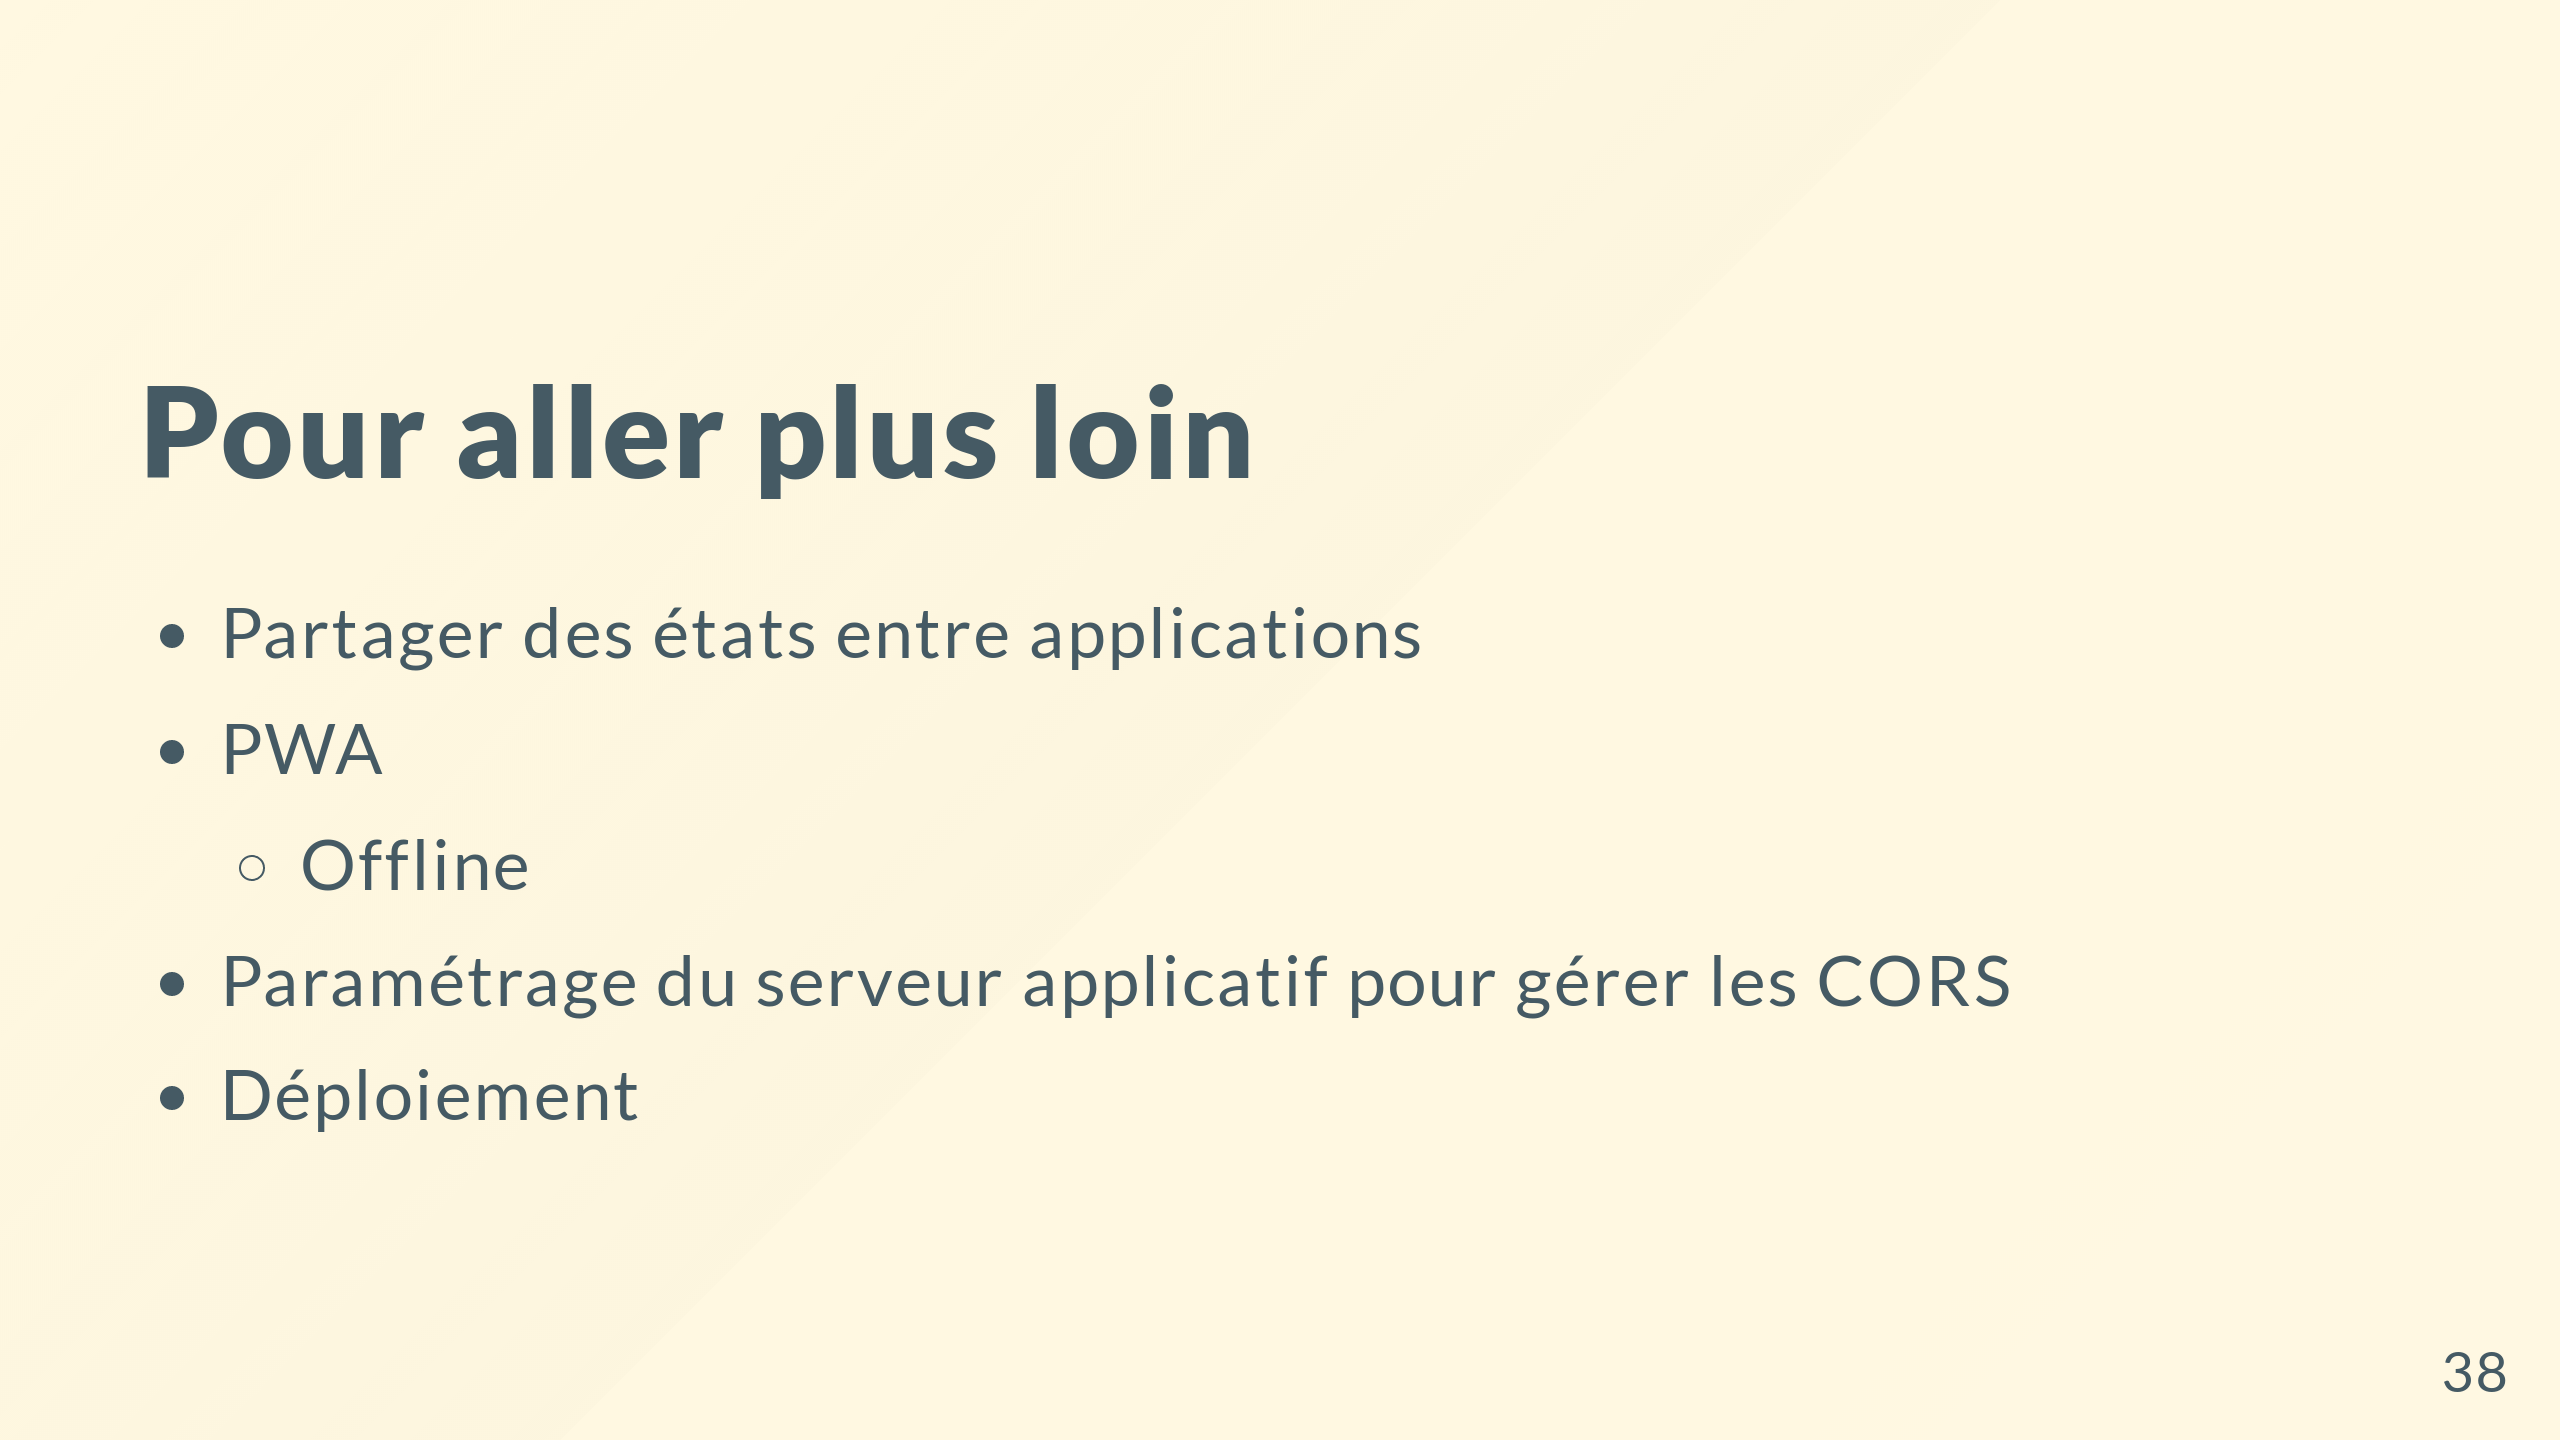 Pour aller plus loin
Partager des états entre applications
PWA
Offline
Paramétrage du serveur applicatif pour gérer les CORS
Déploiement
38